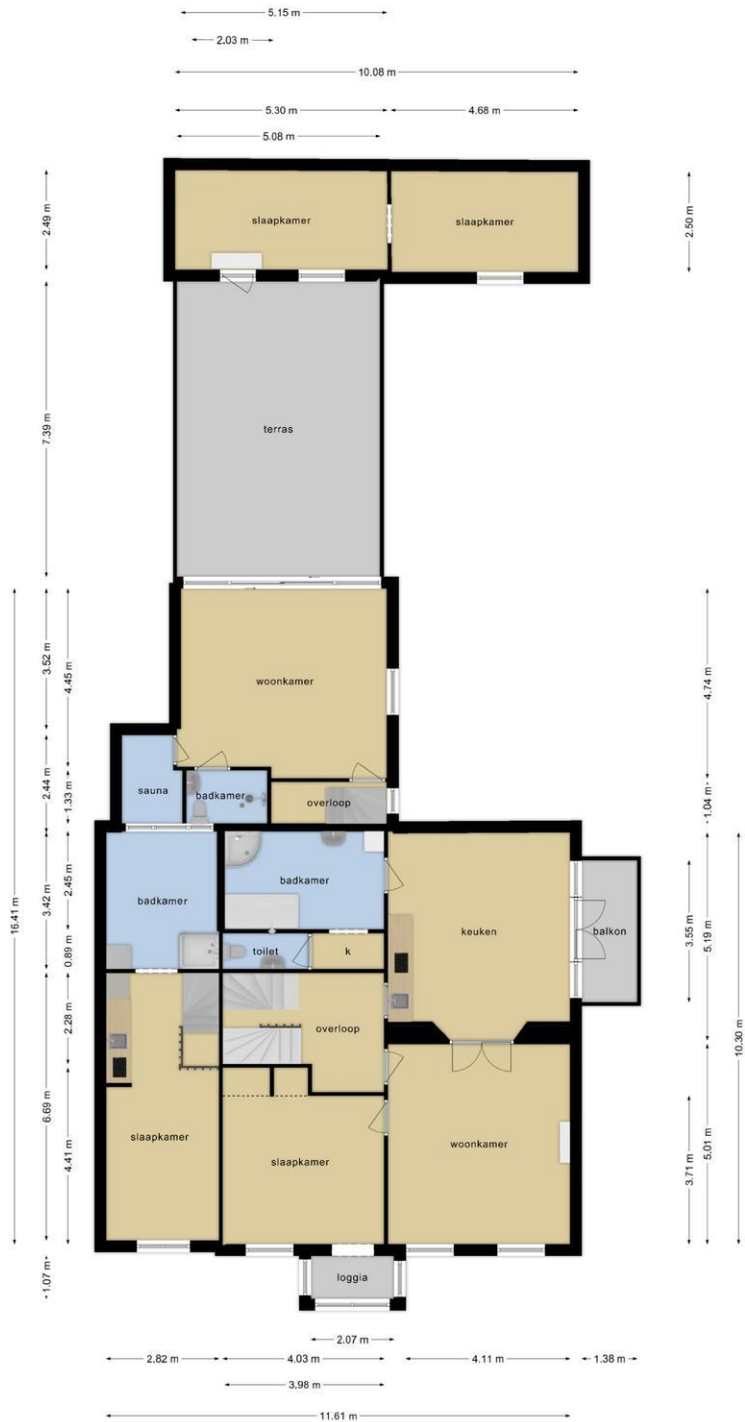 5.15 m
2.03 m
10.08 m
5.30 m
4.68 m
5.08 m
2.49 m
slaapkamer
slaapkamer
2.50 m
7.39 m
terras
16.41 m
3.52 m
4.45 m
woonkamer
4.74 m
2.44 m
1.33 m
sauna
badkamer
overloop
1.04 m
3.42 m
2.45 m
badkamer
badkamer
keuken
balkon
3.55 m
5.19 m
10.30 m
0.89 m
toilet
k
2.28 m
overloop
6.69 m
4.41 m
slaapkamer
slaapkamer
woonkamer
3.71 m
5.01 m
1.07 m
loggia
2.07 m
2.82 m
4.03 m
4.11 m
1.38 m
3.98 m
11.61 m